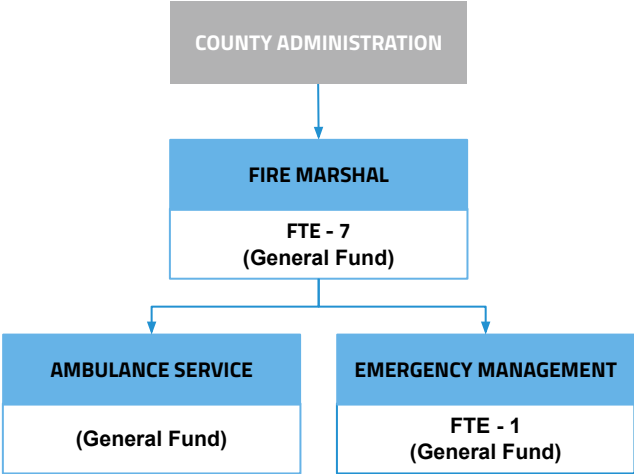 COUNTY ADMINISTRATION
FIRE MARSHAL
FTE - 7
(General Fund)
AMBULANCE SERVICE
(General Fund)
EMERGENCY MANAGEMENT
FTE - 1
(General Fund)